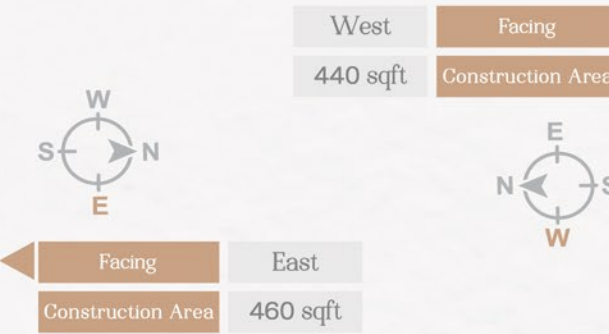 West Facing
440 sqft Construction Area
W
S N
E
E
N S
W
Facing East
Construction Area 460 sqft